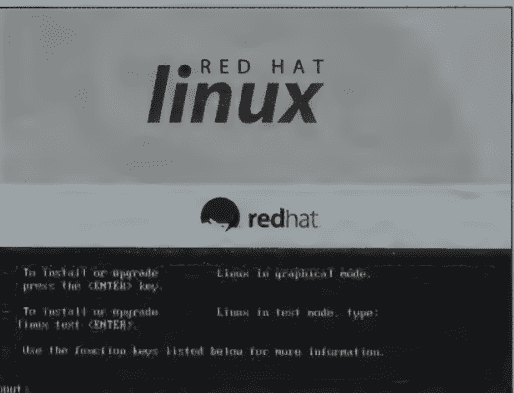 RED HAT
linux
redhat
To install or upgrade Linux in graphical mode,
press the <ENTER> key.
To install or upgrade Linux in text mode, type:
linux text <ENTER>.
Use the function keys listed below for more information.